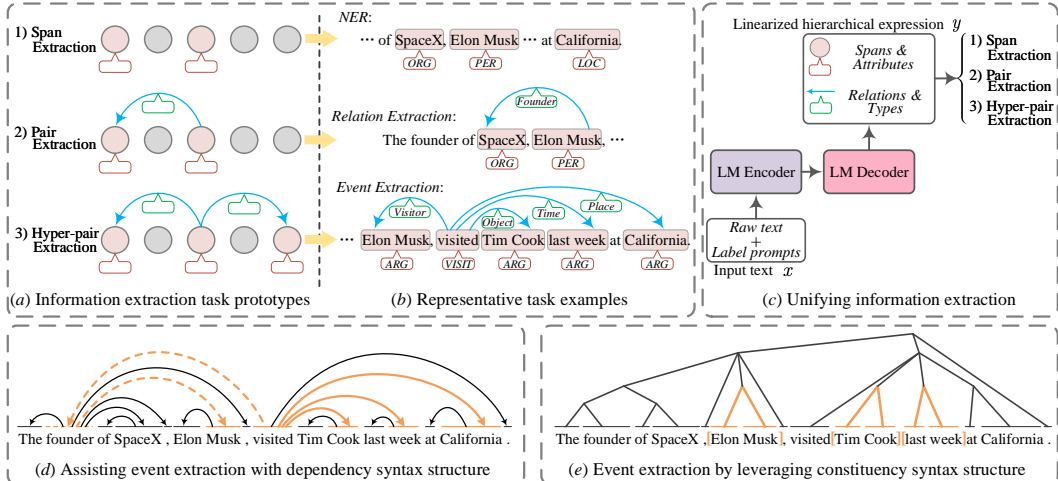 1) Span
Extraction
2) Pair
Extraction
3) Hyper-pair
Extraction
(a) Information extraction task prototypes
NER:
··· of SpaceX, Elon Musk ··· at California.
ORG PER LOC
Founder
Relation Extraction:
The founder of SpaceX, Elon Musk, ···
ORG PER
Event Extraction:
Visitor Object Time Place
··· Elon Musk, visited Tim Cook last week at California.
ARG VISIT ARG ARG ARG
(b) Representative task examples
Linearized hierarchical expression y
Spans &
Attributes
Relations &
Types
1) Span
Extraction
2) Pair
Extraction
3) Hyper-pair
Extraction
LM Encoder
LM Decoder
Raw text
+
Label prompts
Input text x
(c) Unifying information extraction
The founder of SpaceX , Elon Musk , visited Tim Cook last week at California .
(d) Assisting event extraction with dependency syntax structure
The founder of SpaceX ,[Elon Musk], visited[Tim Cook][last week]at California .
(e) Event extraction by leveraging constituency syntax structure